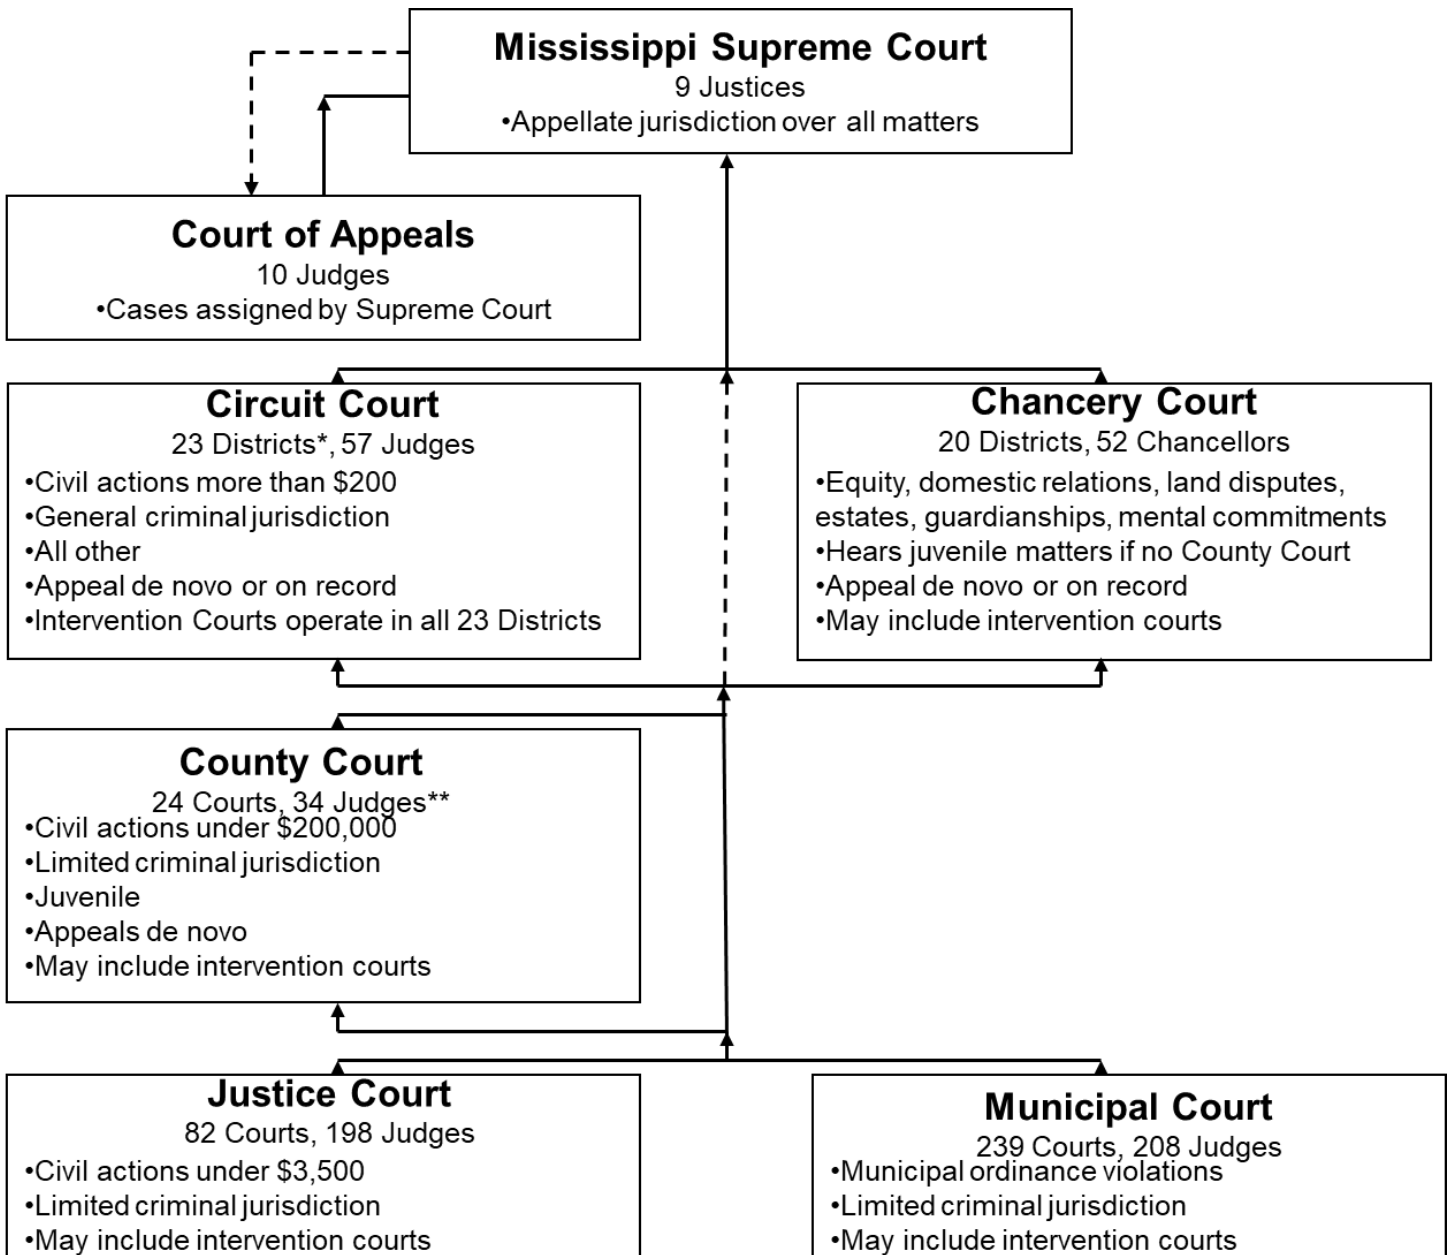 Mississippi Supreme Court
9 Justices
•Appellate jurisdiction over all matters
Court of Appeals
10 Judges
•Cases assigned by Supreme Court
Circuit Court
23 Districts*, 57 Judges
•Civil actions more than $200
•General criminal jurisdiction
•All other
•Appeal de novo or on record
•Intervention Courts operate in all 23 Districts
Chancery Court
20 Districts, 52 Chancellors
•Equity, domestic relations, land disputes,
estates, guardianships, mental commitments
•Hears juvenile matters if no County Court
•Appeal de novo or on record
•May include intervention courts
County Court
24 Courts, 34 Judges**
•Civil actions under $200,000
•Limited criminal jurisdiction
•Juvenile
•Appeals de novo
•May include intervention courts
Justice Court
82 Courts, 198 Judges
•Civil actions under $3,500
•Limited criminal jurisdiction
•May include intervention courts
Municipal Court
239 Courts, 208 Judges
•Municipal ordinance violations
•Limited criminal jurisdiction
•May include intervention courts